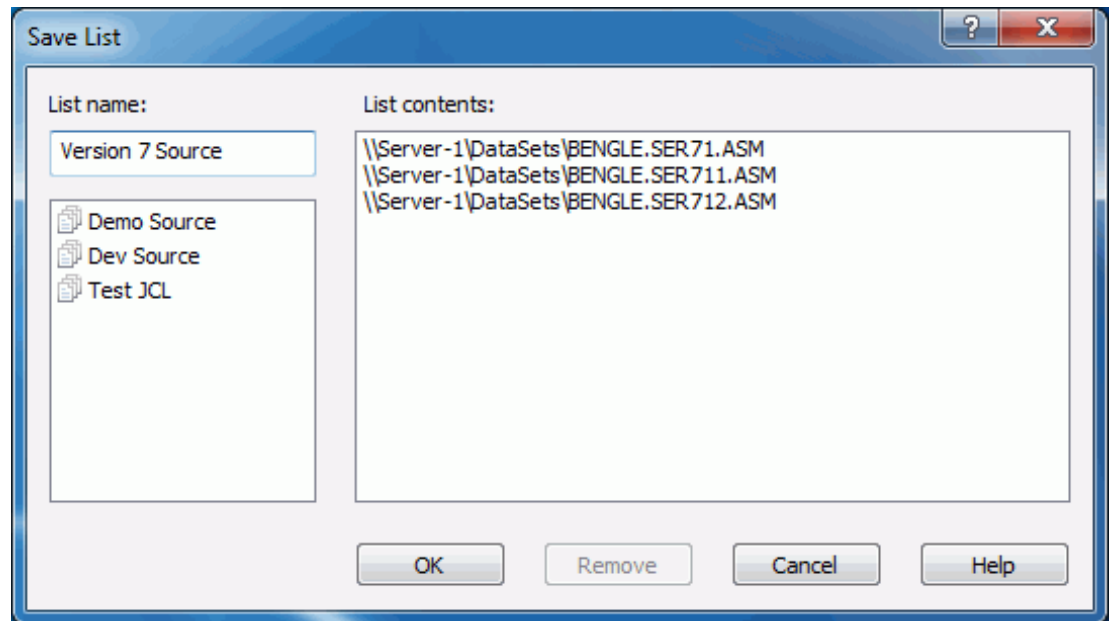 Save List
?
X
List name:
Version 7 Source
Demo Source
Dev Source
Test JCL
List contents:
\\Server-1\DataSets\BENGLE.SER71.ASM
\\Server-1\DataSets\BENGLE.SER711.ASM
\\Server-1\DataSets\BENGLE.SER712.ASM
OK
Remove
Cancel
Help